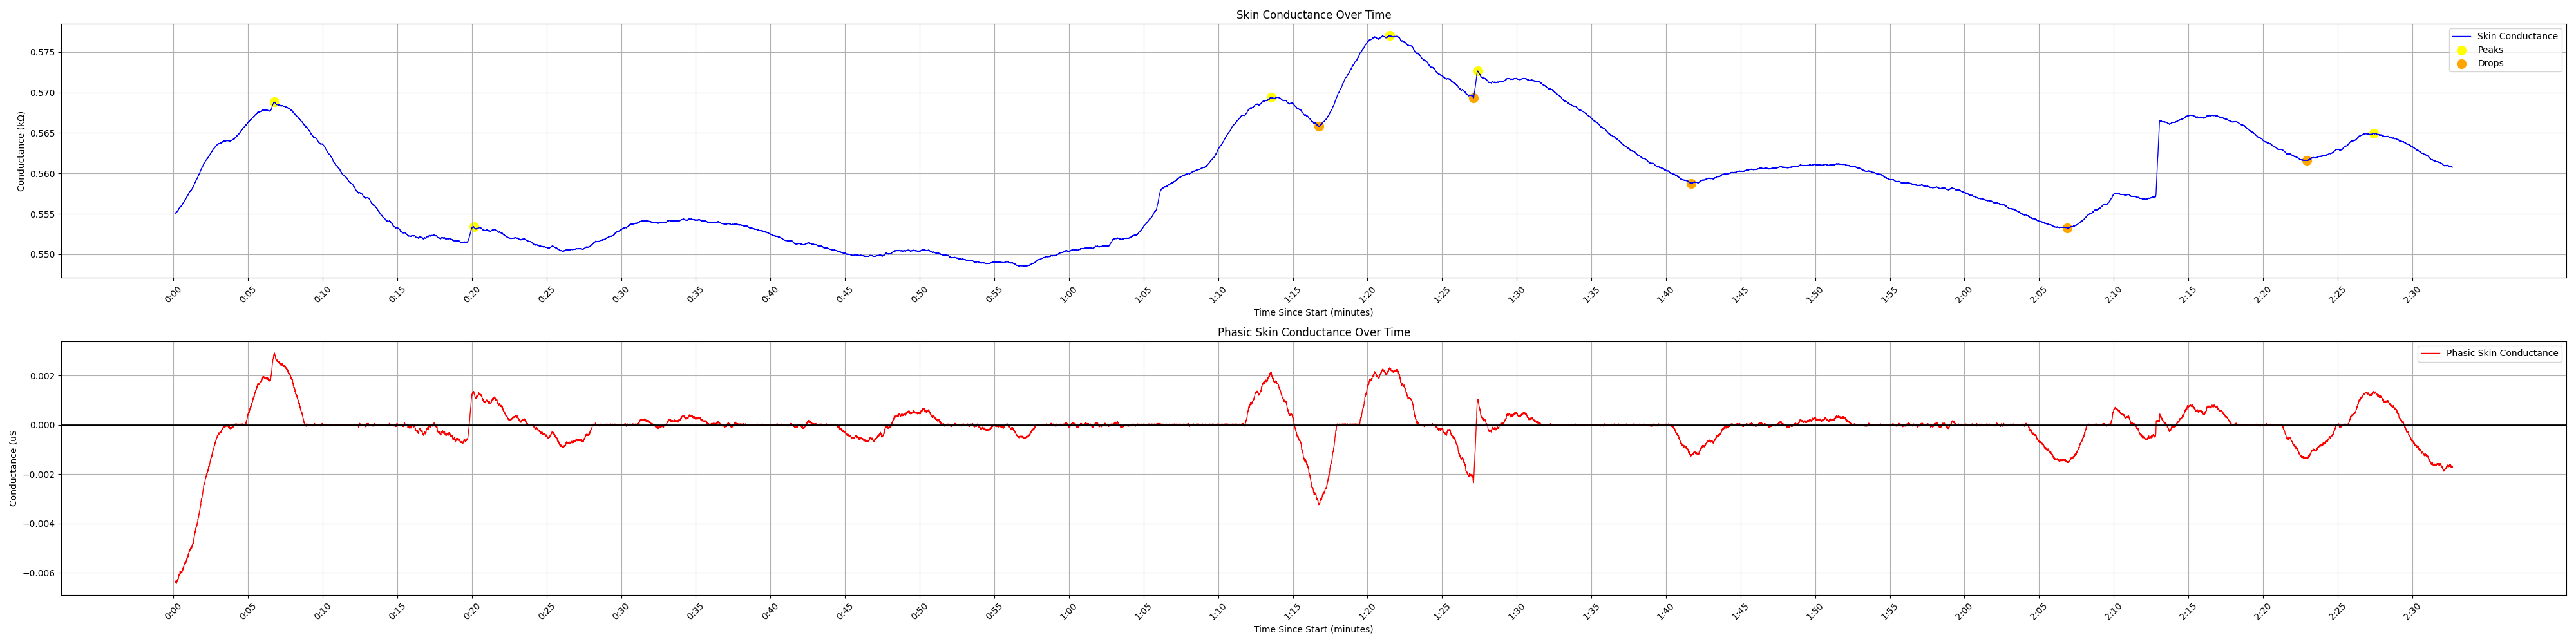 Skin Conductance Over Time
Conductance (kΩ)
0.575
0.570
0.565
0.560
0.555
0.550
Skin Conductance
Peaks
Drops
0:00 0:05 0:10 0:15 0:20 0:25 0:30 0:35 0:40 0:45 0:50 0:55 1:00 1:05 1:10 1:15 1:20 1:25 1:30 1:35 1:40 1:45 1:50 1:55 2:00 2:05 2:10 2:15 2:20 2:25 2:30
Time Since Start (minutes)
Phasic Skin Conductance Over Time
Conductance (uS
0.002
0.000
−0.002
−0.004
−0.006
Phasic Skin Conductance
0:00 0:05 0:10 0:15 0:20 0:25 0:30 0:35 0:40 0:45 0:50 0:55 1:00 1:05 1:10 1:15 1:20 1:25 1:30 1:35 1:40 1:45 1:50 1:55 2:00 2:05 2:10 2:15 2:20 2:25 2:30
Time Since Start (minutes)